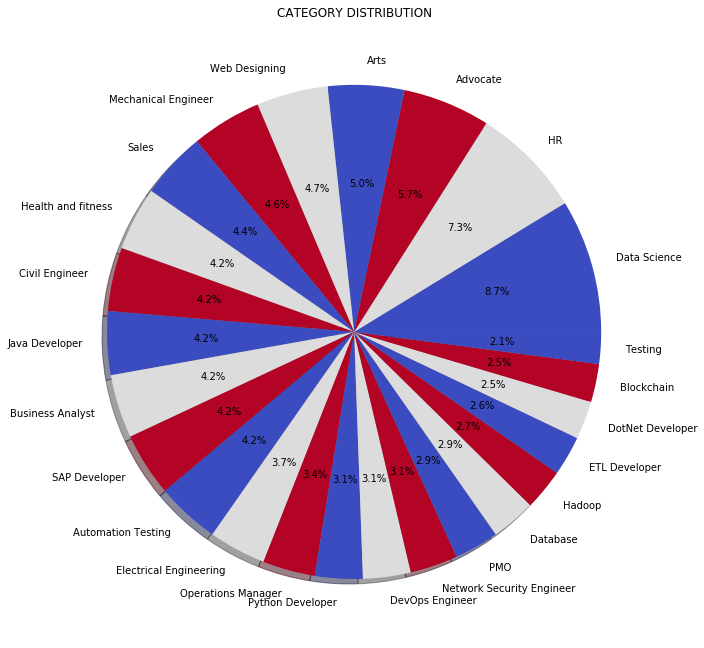 CATEGORY DISTRIBUTION
Arts
Web Designing
Advocate
Mechanical Engineer
HR
Sales
Health and fitness
Data Science
Civil Engineer
Java Developer
Testing
Blockchain
Business Analyst
DotNet Developer
SAP Developer
ETL Developer
Hadoop
Automation Testing
Database
Electrical Engineering
PMO
Operations Manager
Network Security Engineer
Python Developer
DevOps Engineer
5.0%
4.7%
5.7%
4.6%
7.3%
4.4%
4.2%
8.7%
4.2%
4.2%
2.1%
2.5%
4.2%
2.5%
4.2%
2.6%
2.7%
4.2%
2.9%
3.7%
2.9%
3.4%
3.1%
3.1%
3.1%